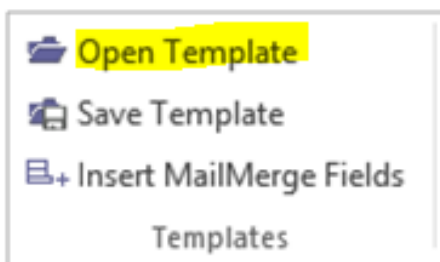 Open Template
Save Template
Insert MailMerge Fields
Templates